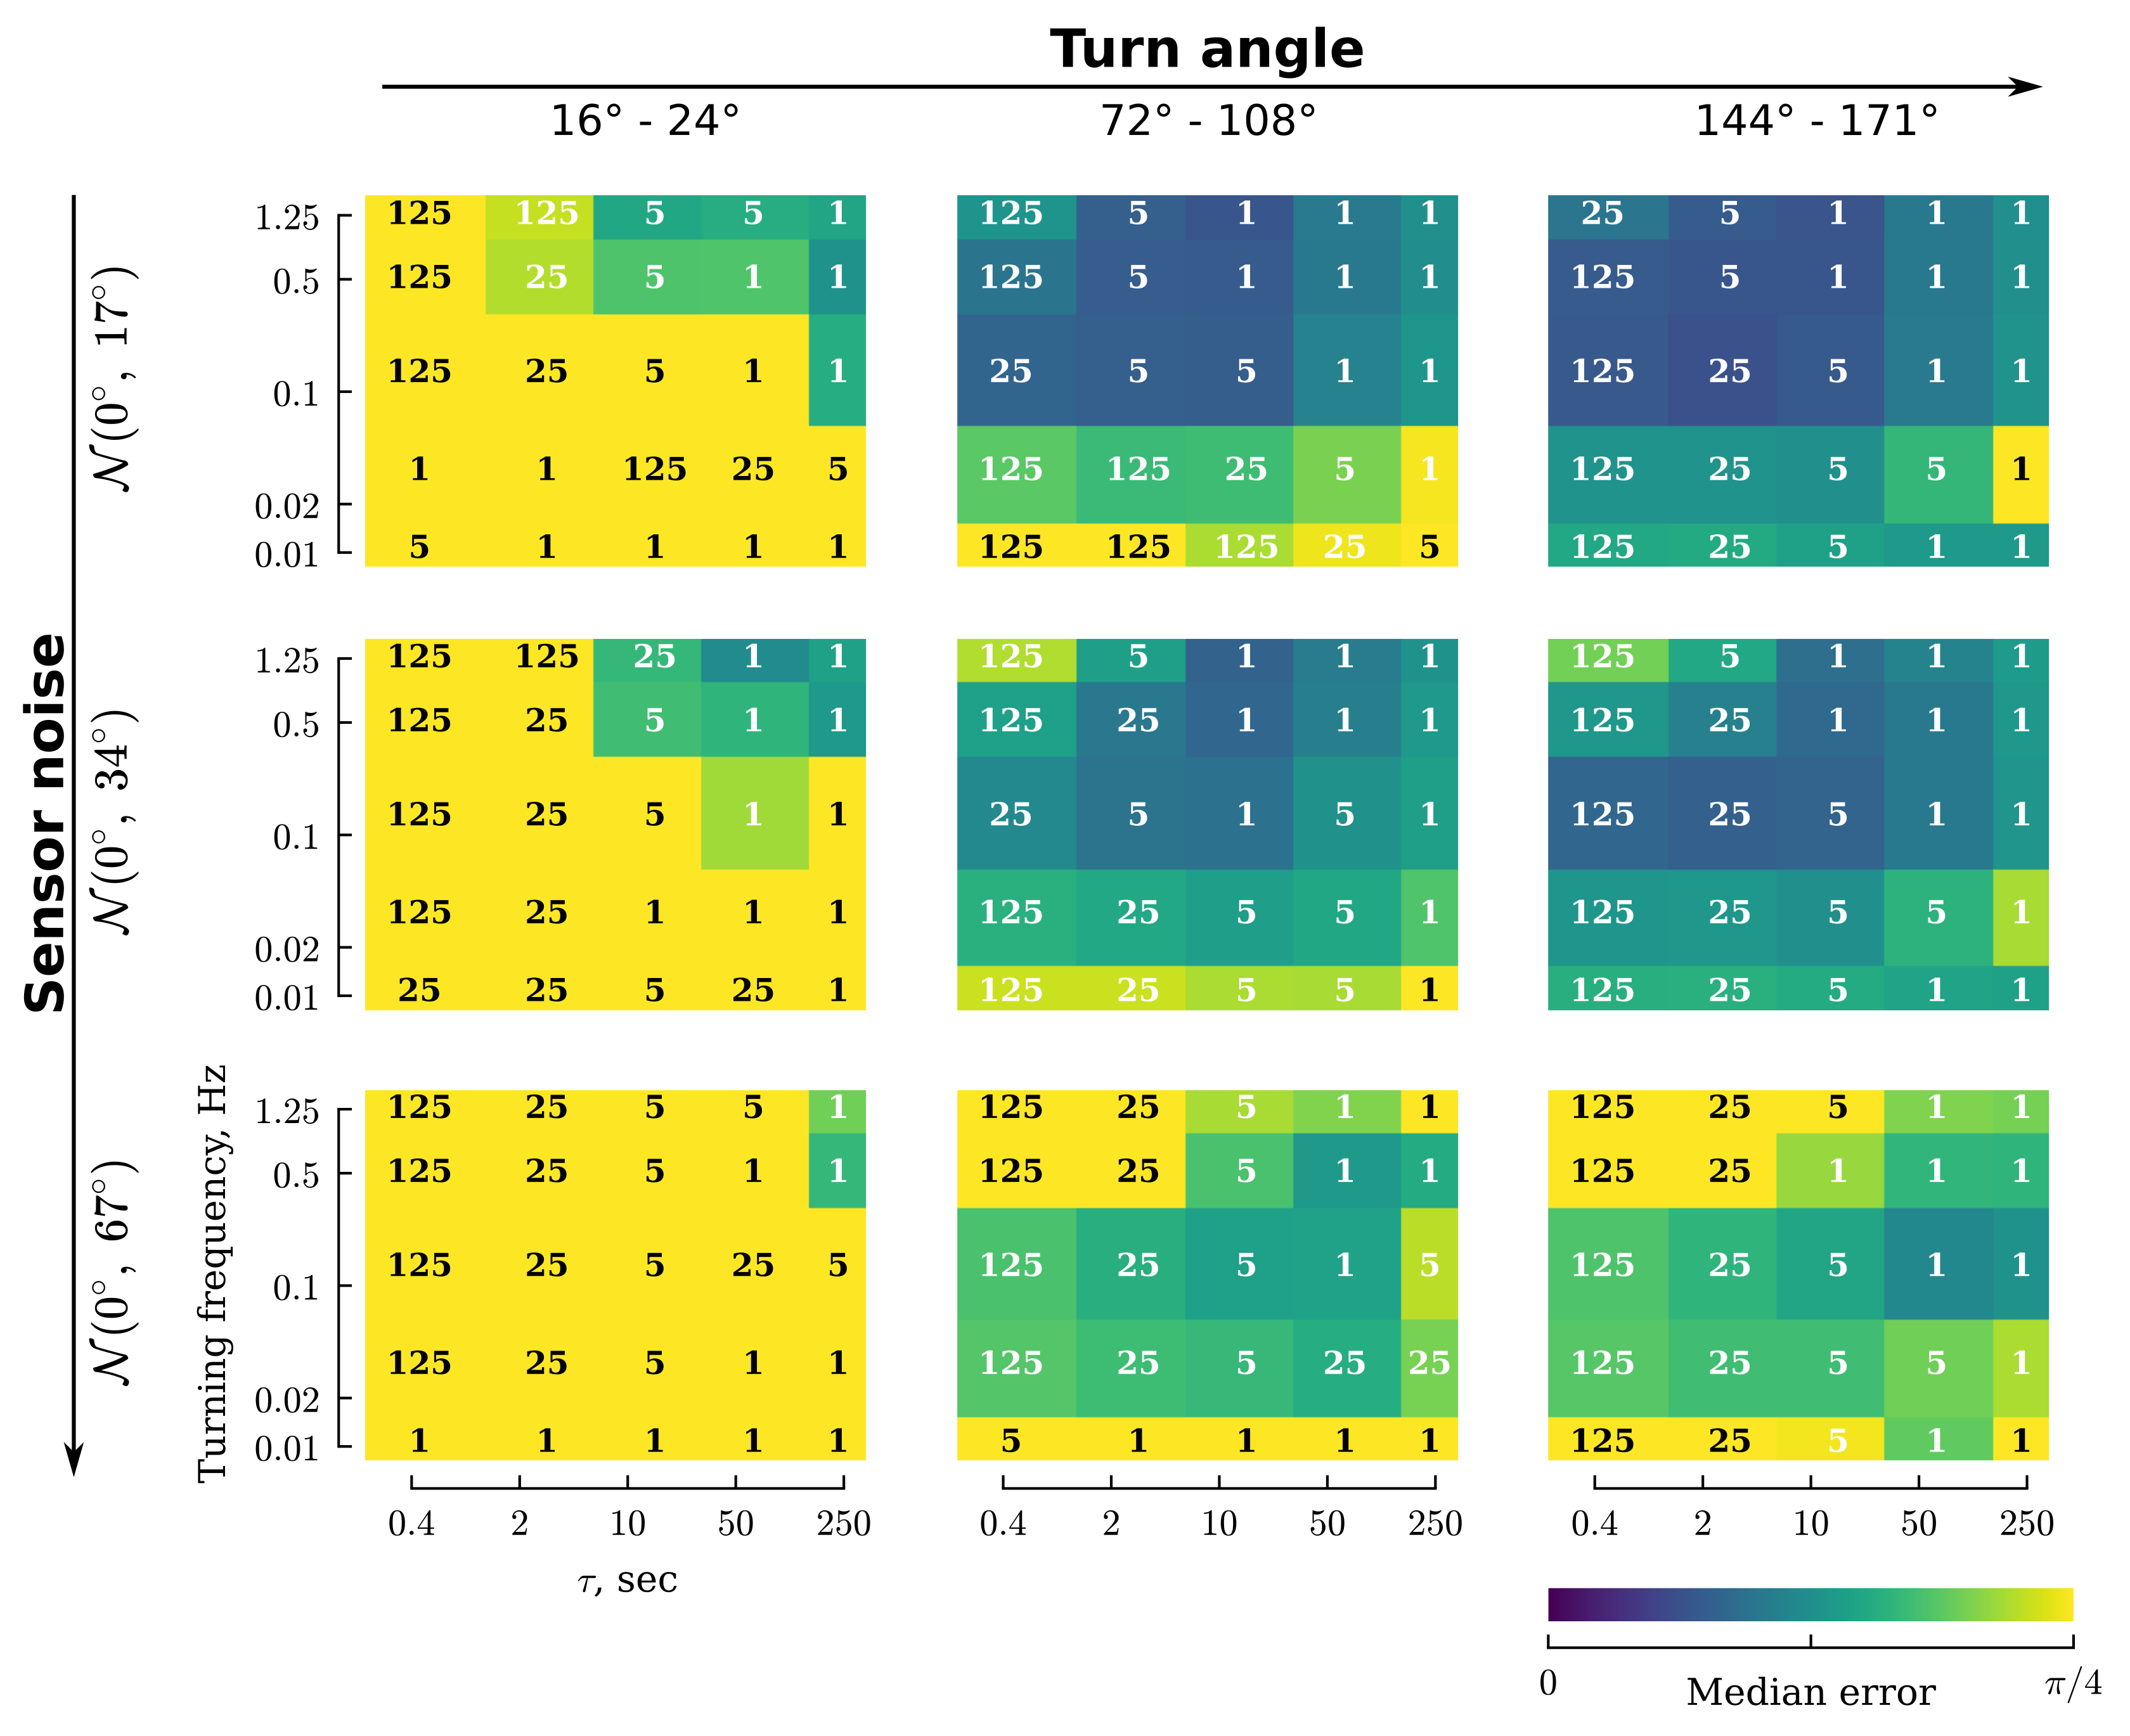 Turn angle
16° - 24° 72° - 108° 144° - 171°
Sensor noise
𝒩(0°, 17°)
1.25 125 125 5 5 1 125 5 1 1 1 25 5 1 1 1
0.5 125 25 5 1 1 125 5 1 1 1 125 5 1 1 1
0.1 125 25 5 1 1 25 5 5 1 1 125 25 5 1 1
0.02 1 1 125 25 5 125 125 25 5 1 125 25 5 5 1
0.01 5 1 1 1 1 125 125 125 25 5 125 25 5 1 1
𝒩(0°, 34°)
1.25 125 125 25 1 1 125 5 1 1 1 125 5 1 1 1
0.5 125 25 5 1 1 125 25 1 1 1 125 25 1 1 1
0.1 125 25 5 1 1 25 5 1 5 1 125 25 5 1 1
0.02 125 25 1 1 1 125 25 5 5 1 125 25 5 5 1
0.01 25 25 5 25 1 125 25 5 5 1 125 25 5 1 1
𝒩(0°, 67°)
Turning frequency, Hz
1.25 125 25 5 5 1 125 25 5 1 1 125 25 5 1 1
0.5 125 25 5 1 1 125 25 5 1 1 125 25 1 1 1
0.1 125 25 5 25 5 125 25 5 1 5 125 25 5 1 1
0.02 125 25 5 1 1 125 25 5 25 25 125 25 5 5 1
0.01 1 1 1 1 1 5 1 1 1 1 125 25 5 1 1
0.4 2 10 50 250 0.4 2 10 50 250 0.4 2 10 50 250
τ, sec
0 Median error π/4